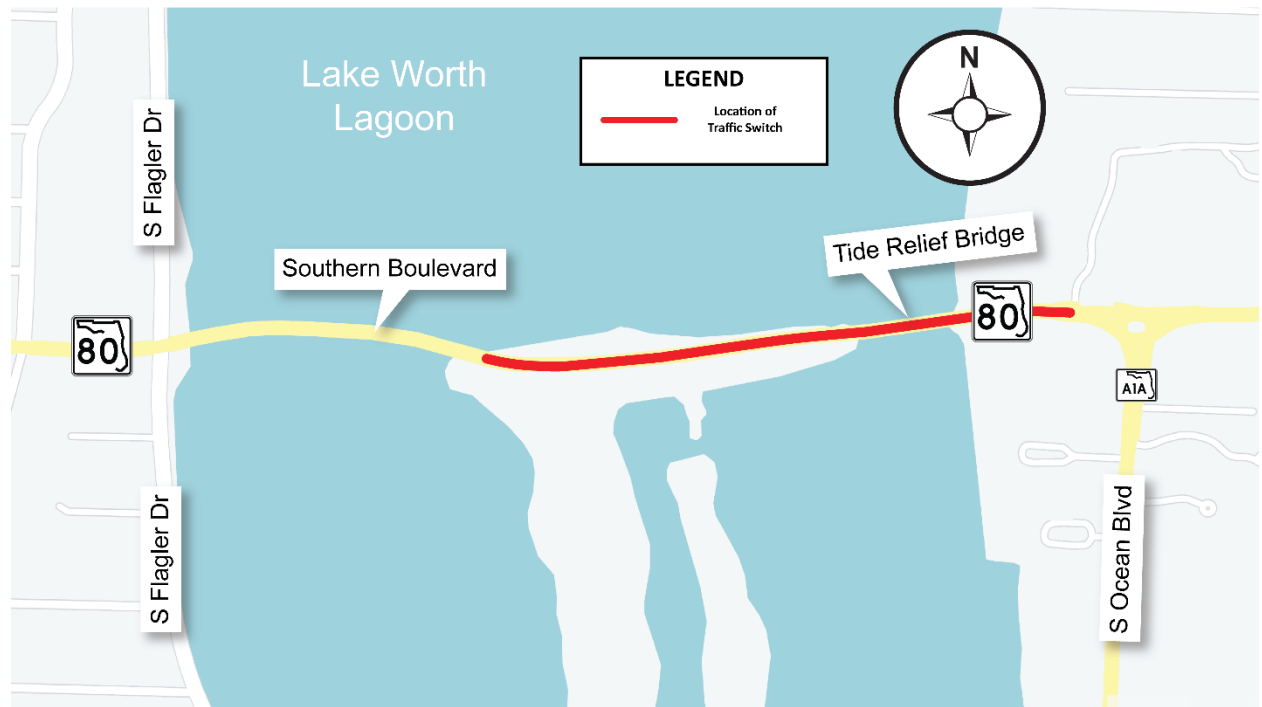 Lake Worth
Lagoon
LEGEND
Location of
Traffic Switch
N
S Flagler Dr
Southern Boulevard
Tide Relief Bridge
80
80
A1A
S Flagler Dr
S Ocean Blvd